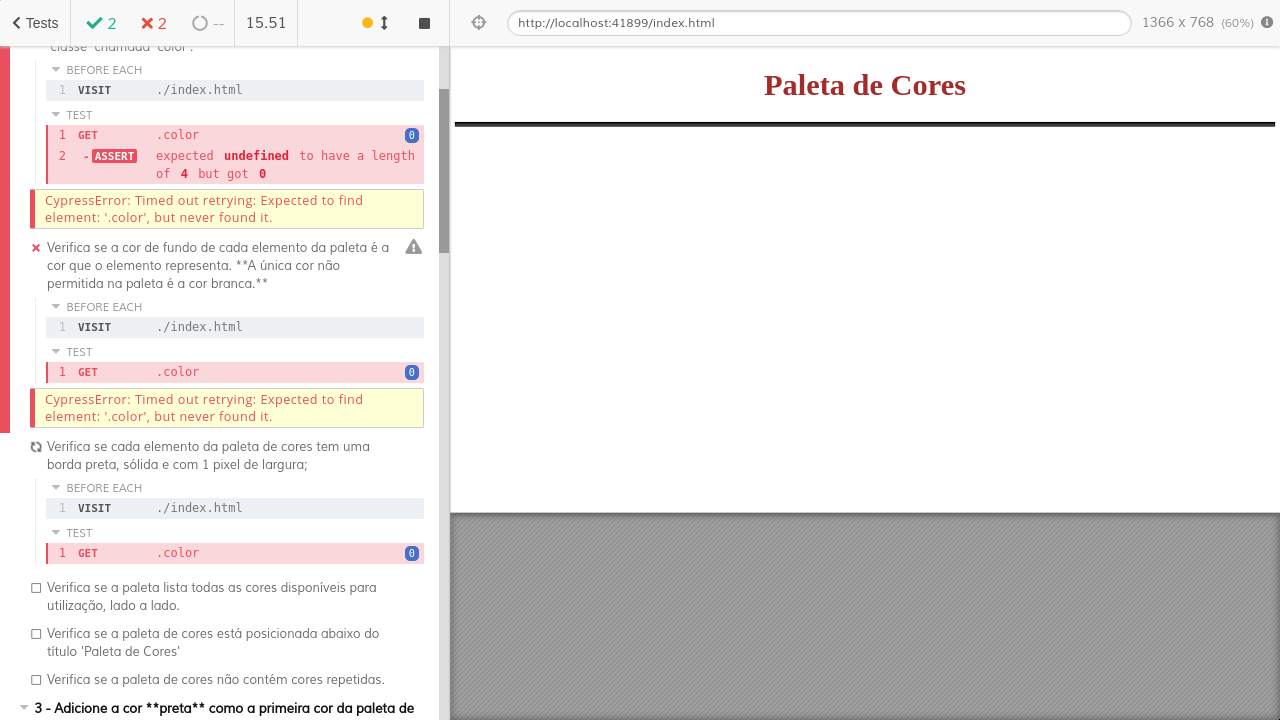 Tests 2 2 -- 15.51
http://localhost:41899/index.html 1366 x 768 (60%)
classe 'chamada 'color'.
BEFORE EACH
1 VISIT ./index.html
TEST
1 GET .color 0
2 -ASSERT expected undefined to have a length
of 4 but got 0
CypressError: Timed out retrying: Expected to find
element: '.color', but never found it.
Verifica se a cor de fundo de cada elemento da paleta é a
cor que o elemento representa. **A única cor não
permitida na paleta é a cor branca.**
BEFORE EACH
1 VISIT ./index.html
TEST
1 GET .color 0
CypressError: Timed out retrying: Expected to find
element: '.color', but never found it.
Verifica se cada elemento da paleta de cores tem uma
borda preta, sólida e com 1 pixel de largura;
BEFORE EACH
1 VISIT ./index.html
TEST
1 GET .color 0
Verifica se a paleta lista todas as cores disponíveis para
utilização, lado a lado.
Verifica se a paleta de cores está posicionada abaixo do
título 'Paleta de Cores'
Verifica se a paleta de cores não contém cores repetidas.
3 - Adicione a cor **preta** como a primeira cor da paleta de
Paleta de Cores